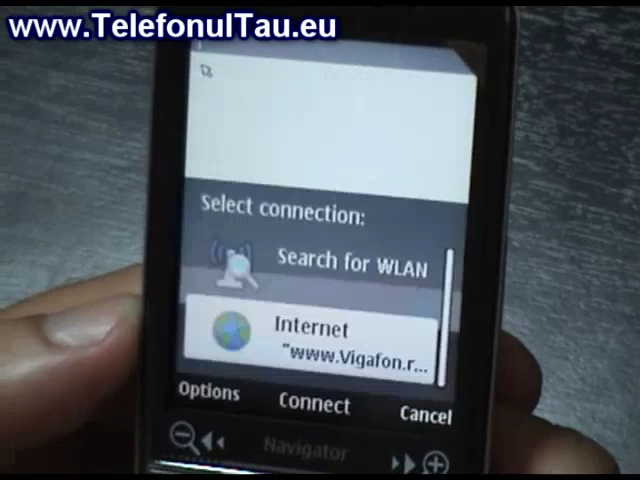 www.TelefonulTau.eu
Select connection:
Search for WLAN
Internet
"www.Vigafon.r...
Options Connect Cancel
Navigator